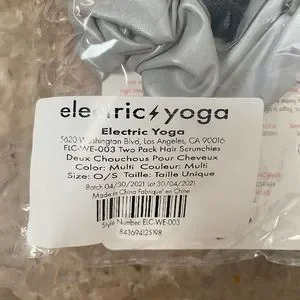 electric⚡yoga
Electric Yoga
5620 Washington Blvd, Los Angeles, CA 90016
ELC-WE-003 Two Pack Hair Scrunchies
Deux Chouchous Pour Cheveux
Color: Multi Couleur: Multi
Size: O/S Taille: Taille Unique
Batch 04/30/2021 Lot 30/04/2021
Made in China Fabriqué en Chine
Style Number: ELC-WE-003
843694125198